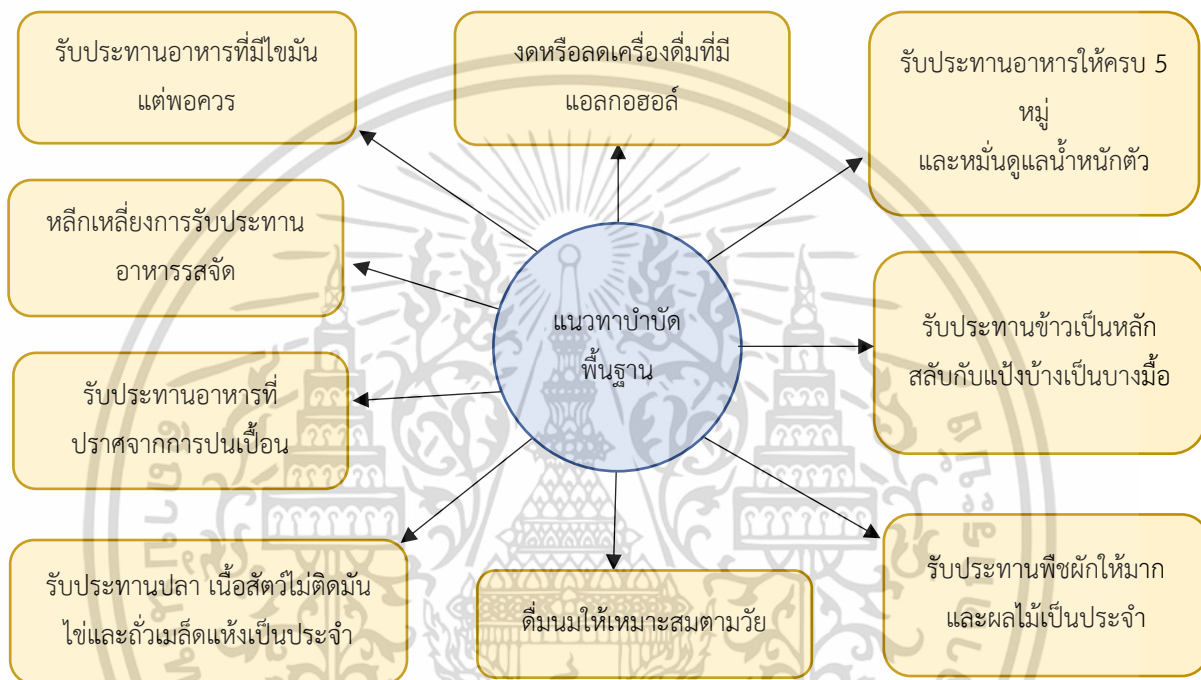 รับประทานอาหารที่มีไขมัน
แต่พอควร
งดหรือลดเครื่องดื่มที่มี
แอลกอฮอล์
รับประทานอาหารให้ครบ 5
หมู่
และหมั่นดูแลน้ำหนักตัว
หลีกเหลี่ยงการรับประทาน
อาหารรสจัด
แนวทาบำบัด
พื้นฐาน
รับประทานข้าวเป็นหลัก
สลับกับแป้งบ้างเป็นบางมื้อ
รับประทานอาหารที่
ปราศจากการปนเปื้อน
รับประทานปลา เนื้อสัตว์ไม่ติดมัน
ไข่และถั่วเมล็ดแห้งเป็นประจำ
ดื่มนมให้เหมาะสมตามวัย
รับประทานพืชผักให้มาก
และผลไม้เป็นประจำ